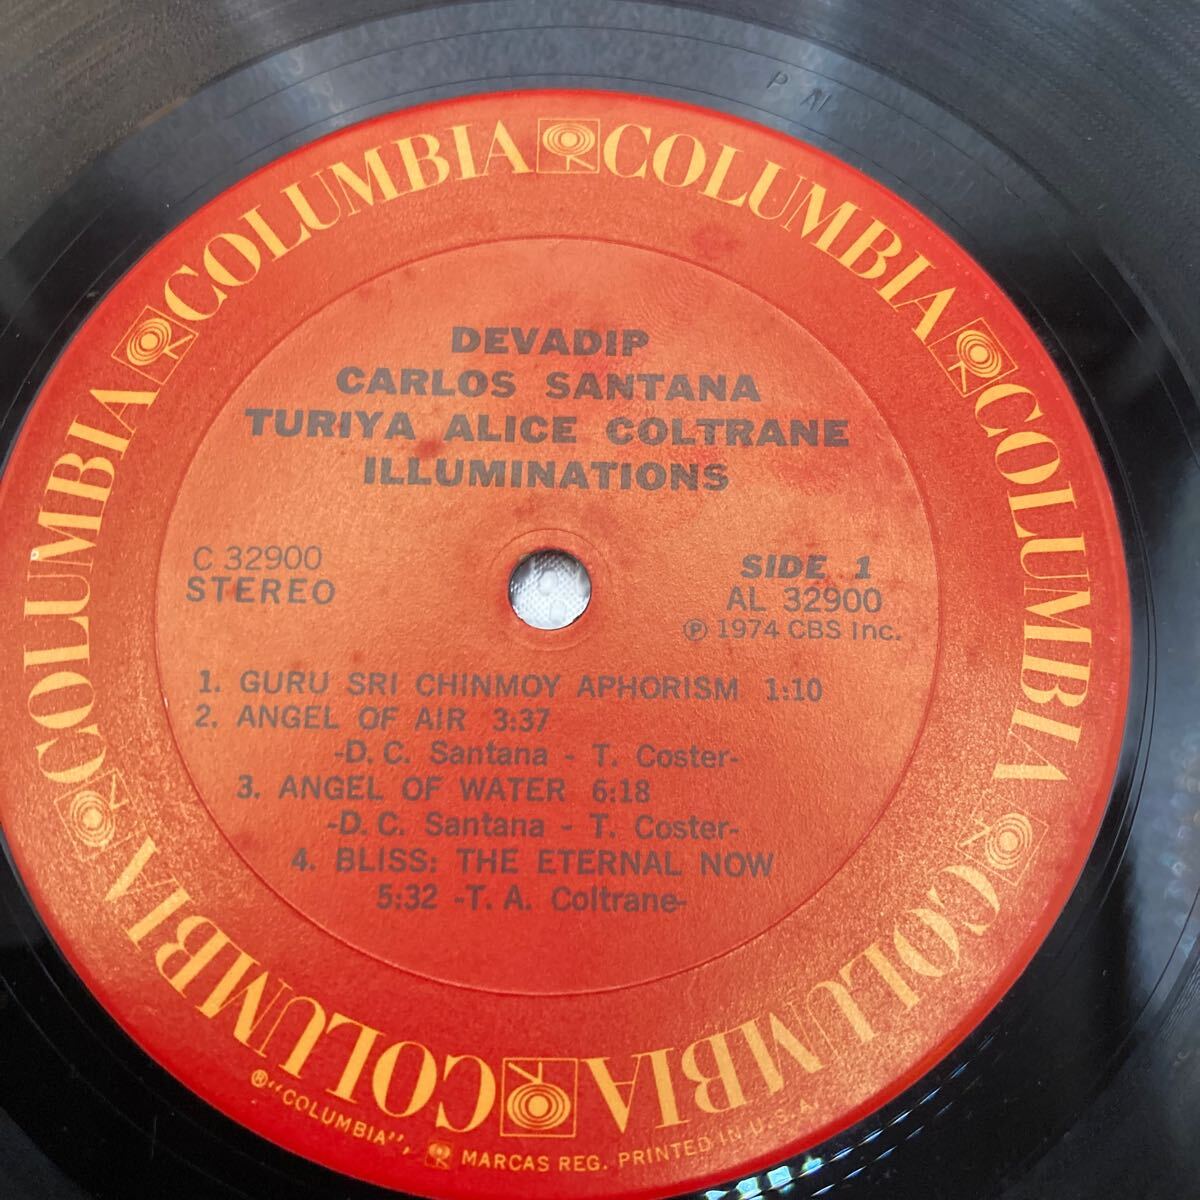 COLUMBIA COLUMBIA COLUMBIA COLUMBIA COLUMBIA COLUMBIA
DEVADIP
CARLOS SANTANA
TURIYA ALICE COLTRANE
ILLUMINATIONS
C 32900
STEREO
SIDE 1
AL 32900
Ⓟ 1974 CBS Inc.
1. GURU SRI CHINMOY APHORISM 1:10
2. ANGEL OF AIR 3:37
-D. C. Santana - T. Coster-
3. ANGEL OF WATER 6:18
-D. C. Santana - T. Coster-
4. BLISS: THE ETERNAL NOW
5:32 -T. A. Coltrane-
®"COLUMBIA", MARCAS REG. PRINTED IN U.S.A.